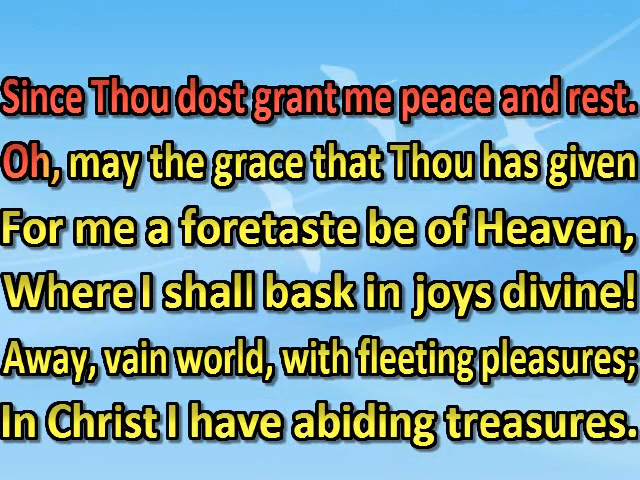 Since Thou dost grant me peace and rest.
Oh, may the grace that Thou has given
For me a foretaste be of Heaven,
Where I shall bask in joys divine!
Away, vain world, with fleeting pleasures;
In Christ I have abiding treasures.